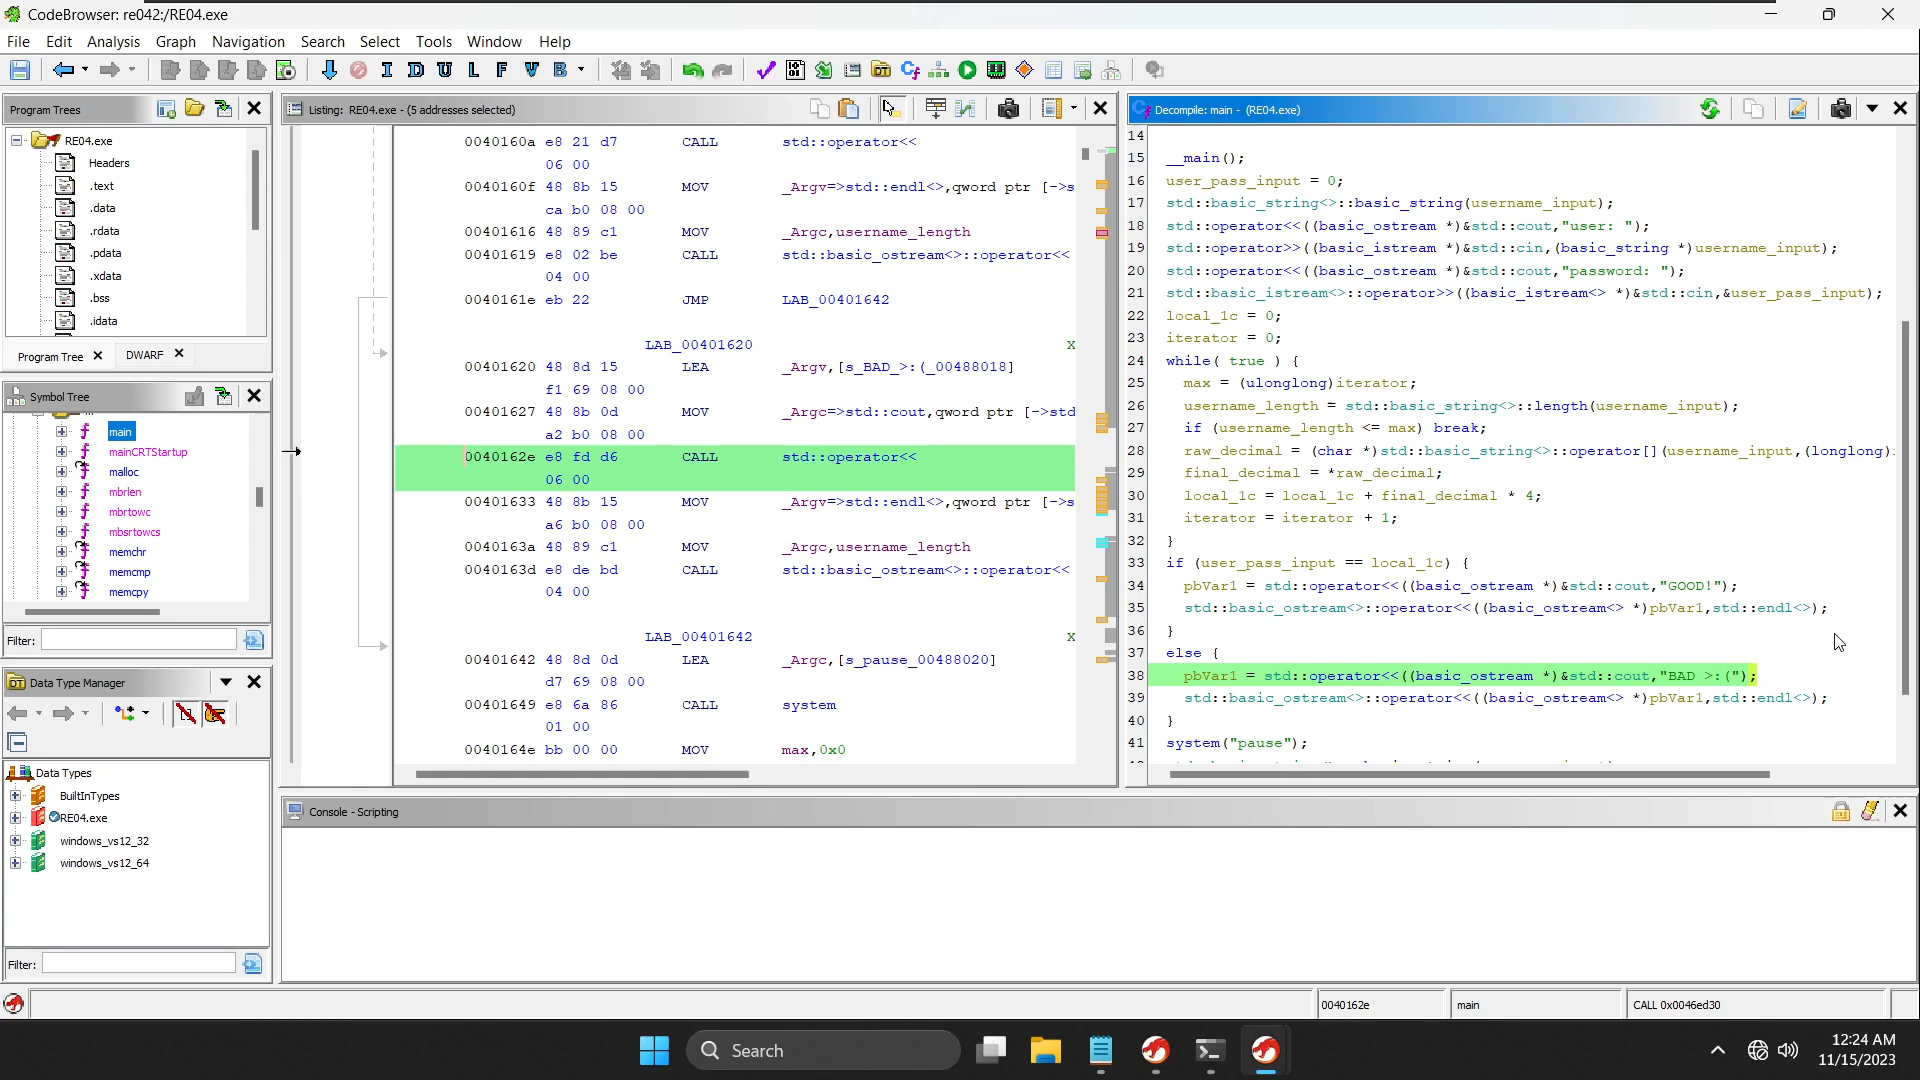 CodeBrowser: re042:/RE04.exe
File Edit Analysis Graph Navigation Search Select Tools Window Help
I D U L F V B
Program Trees
RE04.exe
Headers
.text
.data
.rdata
.pdata
.xdata
.bss
.idata
Program Tree DWARF
Symbol Tree
main
mainCRTStartup
malloc
mbrlen
mbrtowc
mbsrtowcs
memchr
memcmp
memcpy
Filter:
Data Type Manager
Data Types
BuiltInTypes
RE04.exe
windows_vs12_32
windows_vs12_64
Filter:
Listing: RE04.exe - (5 addresses selected)
0040160a e8 21 d7 CALL std::operator<<
06 00
0040160f 48 8b 15 MOV _Argv=>std::endl<>,qword ptr [->s
ca b0 08 00
00401616 48 89 c1 MOV _Argc,username_length
00401619 e8 02 be CALL std::basic_ostream<>::operator<<
04 00
0040161e eb 22 JMP LAB_00401642
LAB_00401620 X
00401620 48 8d 15 LEA _Argv,[s_BAD_>:(_00488018]
f1 69 08 00
00401627 48 8b 0d MOV _Argc=>std::cout,qword ptr [->std
a2 b0 08 00
0040162e e8 fd d6 CALL std::operator<<
06 00
00401633 48 8b 15 MOV _Argv=>std::endl<>,qword ptr [->s
a6 b0 08 00
0040163a 48 89 c1 MOV _Argc,username_length
0040163d e8 de bd CALL std::basic_ostream<>::operator<<
04 00
LAB_00401642 X
00401642 48 8d 0d LEA _Argc,[s_pause_00488020]
d7 69 08 00
00401649 e8 6a 86 CALL system
01 00
0040164e bb 00 00 MOV max,0x0
Decompile: main - (RE04.exe)
14
15 __main();
16 user_pass_input = 0;
17 std::basic_string<>::basic_string(username_input);
18 std::operator<<((basic_ostream *)&std::cout,"user: ");
19 std::operator>>((basic_istream *)&std::cin,(basic_string *)username_input);
20 std::operator<<((basic_ostream *)&std::cout,"password: ");
21 std::basic_istream<>::operator>>((basic_istream<> *)&std::cin,&user_pass_input);
22 local_1c = 0;
23 iterator = 0;
24 while( true ) {
25 max = (ulonglong)iterator;
26 username_length = std::basic_string<>::length(username_input);
27 if (username_length <= max) break;
28 raw_decimal = (char *)std::basic_string<>::operator[](username_input,(longlong)
29 final_decimal = *raw_decimal;
30 local_1c = local_1c + final_decimal * 4;
31 iterator = iterator + 1;
32 }
33 if (user_pass_input == local_1c) {
34 pbVar1 = std::operator<<((basic_ostream *)&std::cout,"GOOD!");
35 std::basic_ostream<>::operator<<((basic_ostream<> *)pbVar1,std::endl<>);
36 }
37 else {
38 pbVar1 = std::operator<<((basic_ostream *)&std::cout,"BAD >:(");
39 std::basic_ostream<>::operator<<((basic_ostream<> *)pbVar1,std::endl<>);
40 }
41 system("pause");
Console - Scripting
0040162e main CALL 0x0046ed30
Search
12:24 AM
11/15/2023